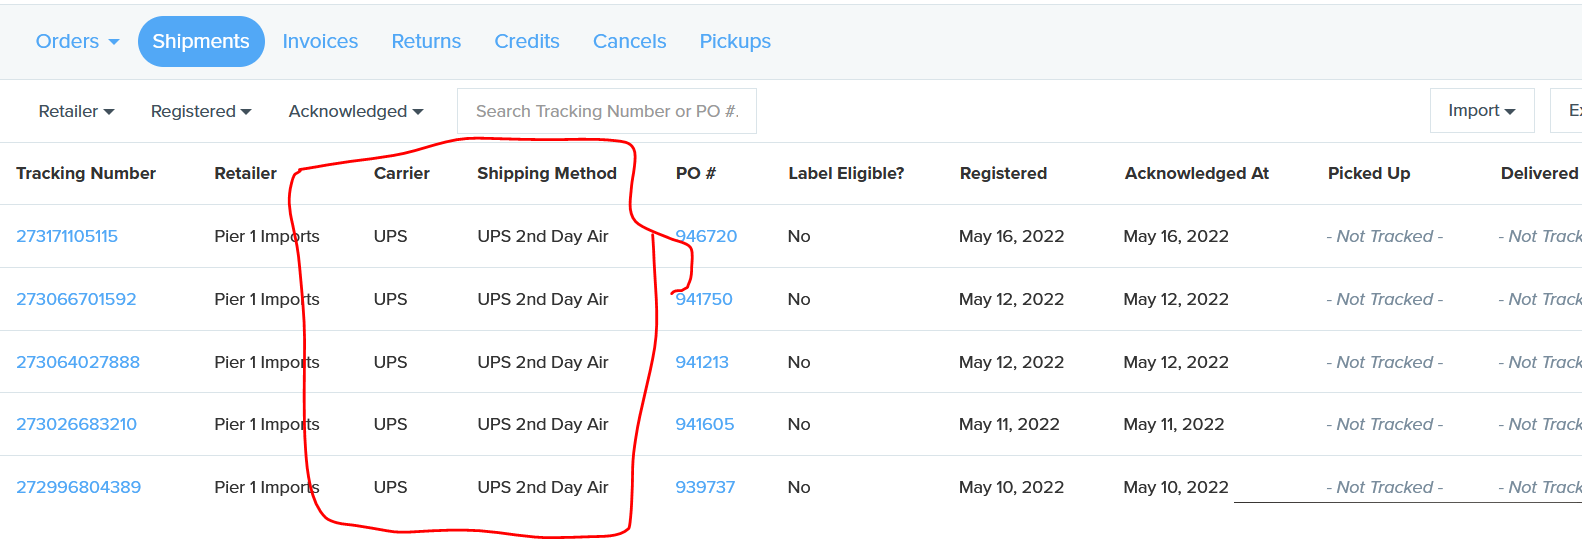 Orders Shipments Invoices Returns Credits Cancels Pickups
Retailer Registered Acknowledged Search Tracking Number or PO #. Import Ex
Tracking Number Retailer Carrier Shipping Method PO # Label Eligible? Registered Acknowledged At Picked Up Delivered
273171105115 Pier 1 Imports UPS UPS 2nd Day Air 946720 No May 16, 2022 May 16, 2022 - Not Tracked - - Not Track
273066701592 Pier 1 Imports UPS UPS 2nd Day Air 941750 No May 12, 2022 May 12, 2022 - Not Tracked - - Not Track
273064027888 Pier 1 Imports UPS UPS 2nd Day Air 941213 No May 12, 2022 May 12, 2022 - Not Tracked - - Not Track
273026683210 Pier 1 Imports UPS UPS 2nd Day Air 941605 No May 11, 2022 May 11, 2022 - Not Tracked - - Not Track
272996804389 Pier 1 Imports UPS UPS 2nd Day Air 939737 No May 10, 2022 May 10, 2022 - Not Tracked - - Not Track